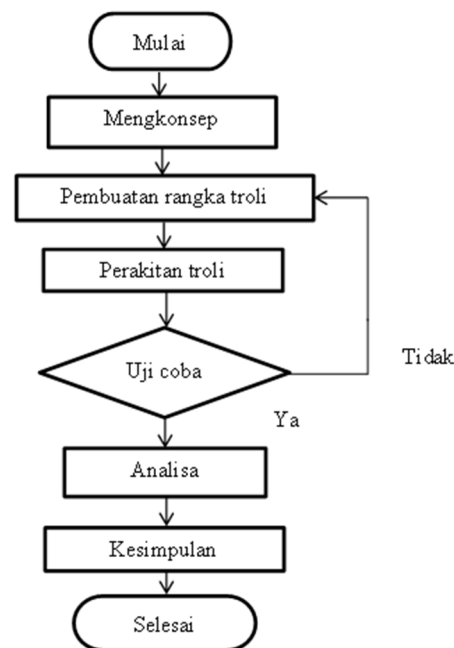 Mulai
Mengkonsep
Pembuatan rangka troli
Perakitan troli
Uji coba
Tidak
Ya
Analisa
Kesimpulan
Selesai